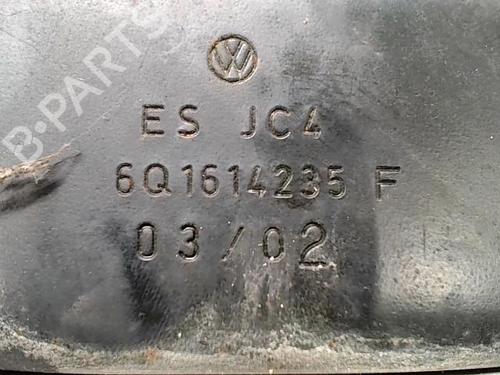 B-PARTS
VW
ES JC4
6Q1614235 F
03/02